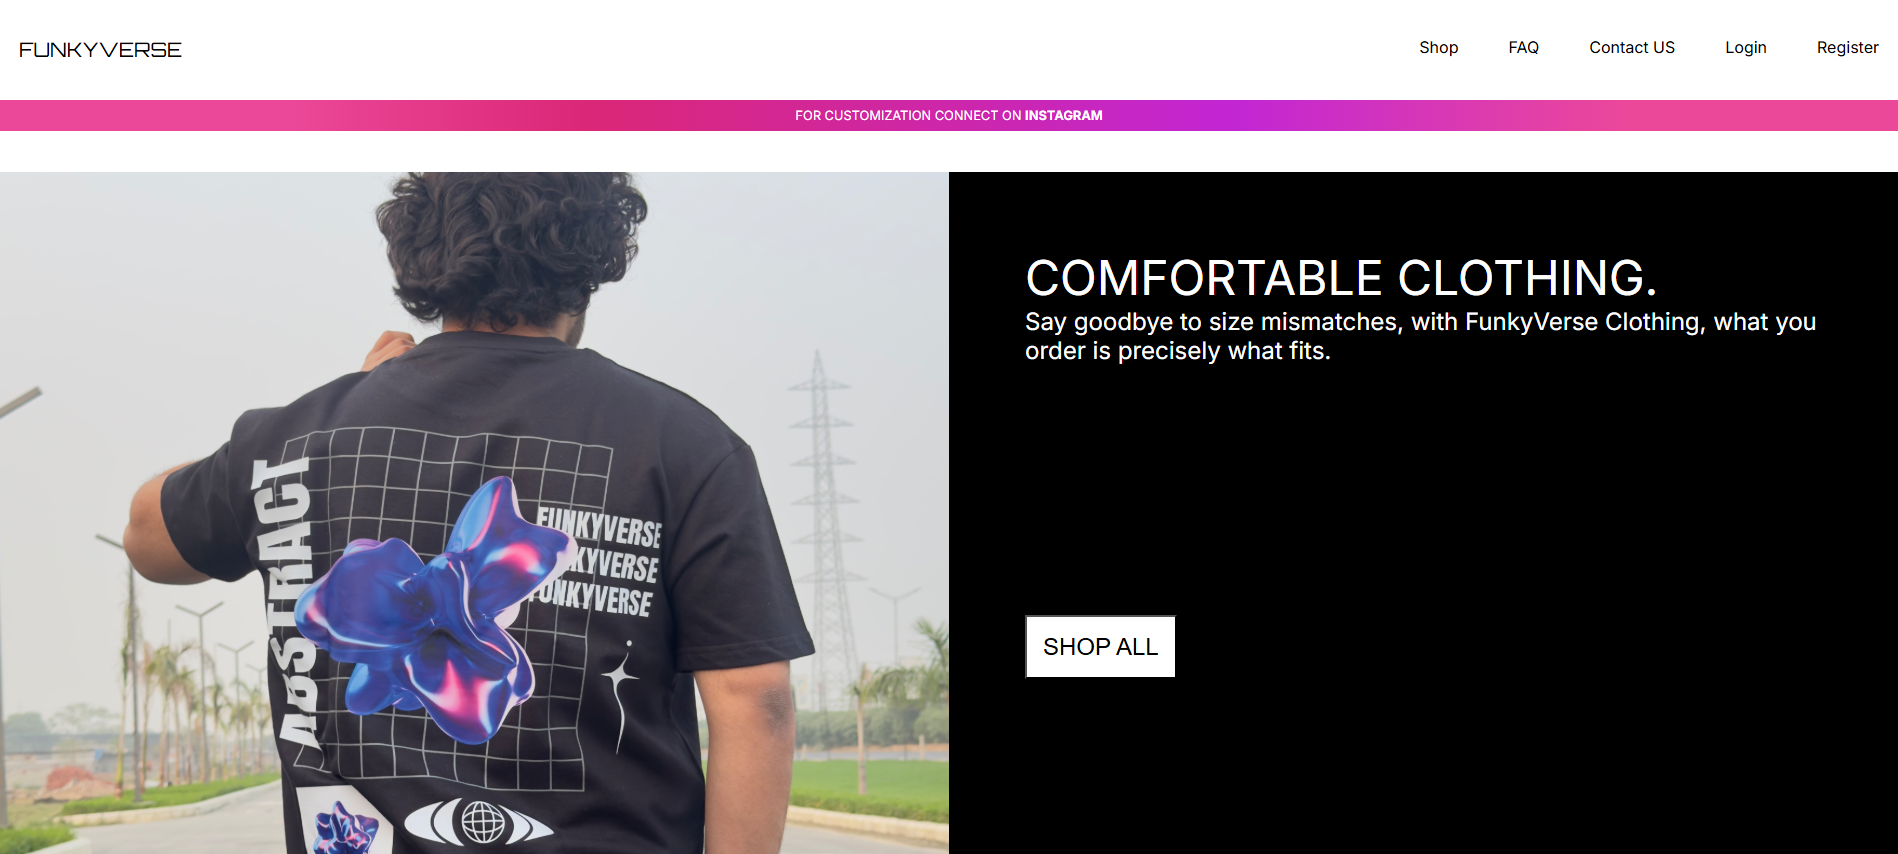 FUNKYVERSE
Shop
FAQ
Contact US
Login
Register
FOR CUSTOMIZATION CONNECT ON INSTAGRAM
COMFORTABLE CLOTHING.
Say goodbye to size mismatches, with FunkyVerse Clothing, what you
order is precisely what fits.
SHOP ALL
ABSTRACT
FUNKYVERSE
KYVERSE
FUNKYVERSE